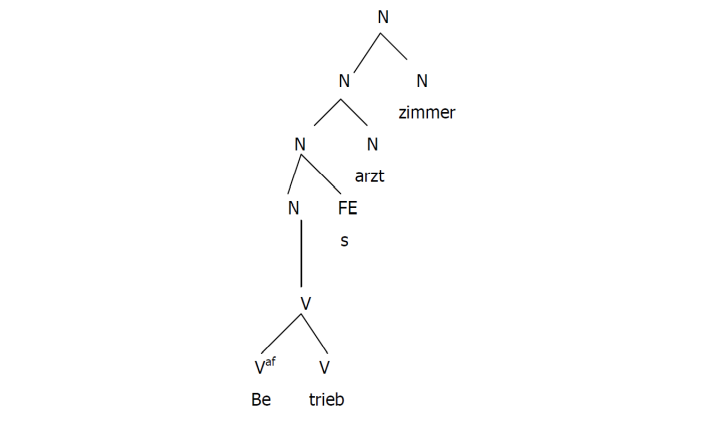 N
N N
zimmer
N N
arzt
N FE
s
V
Vᵃᶠ V
Be trieb